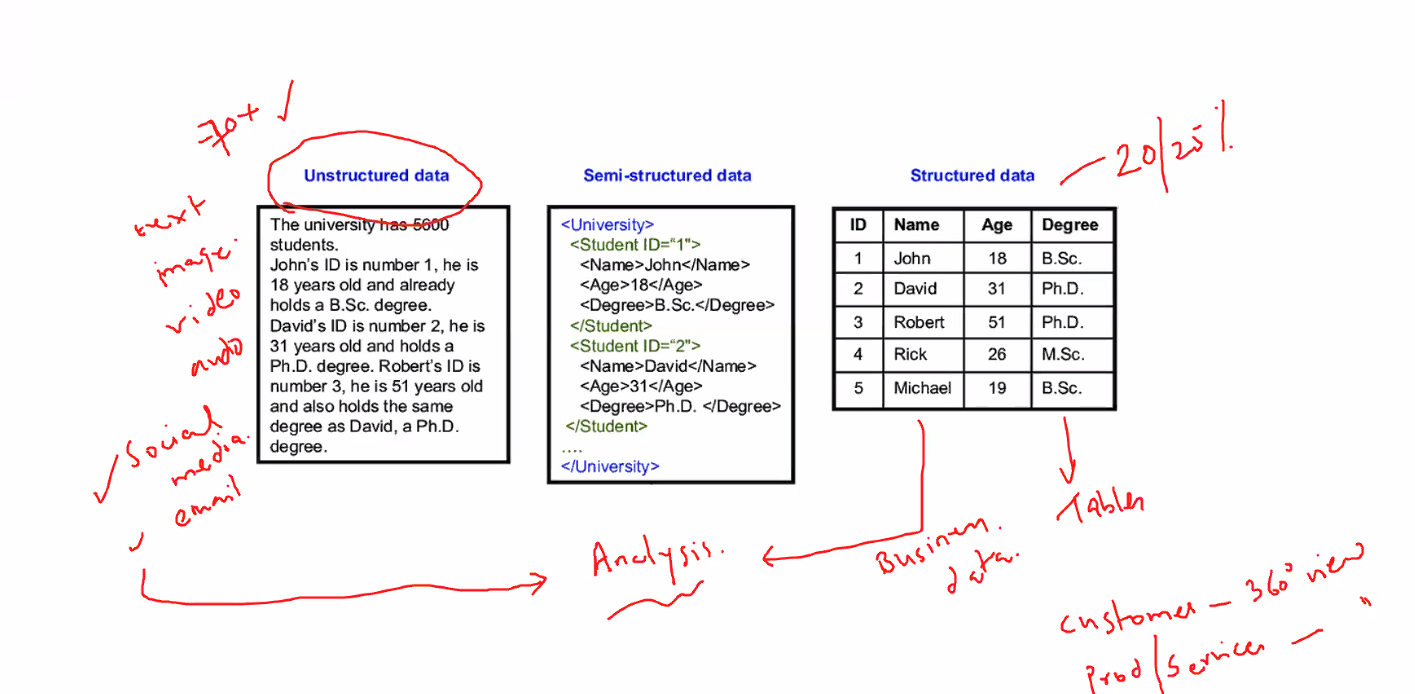 70+ ✓
20/25%
Unstructured data
Semi-structured data
Structured data
text
image
video
audo
Social
media
email
The university has 5600
students.
John's ID is number 1, he is
18 years old and already
holds a B.Sc. degree.
David's ID is number 2, he is
31 years old and holds a
Ph.D. degree. Robert's ID is
number 3, he is 51 years old
and also holds the same
degree as David, a Ph.D.
degree.
<University>
<Student ID="1">
<Name>John</Name>
<Age>18</Age>
<Degree>B.Sc.</Degree>
</Student>
<Student ID="2">
<Name>David</Name>
<Age>31</Age>
<Degree>Ph.D. </Degree>
</Student>
....
</University>
ID Name Age Degree
1 John 18 B.Sc.
2 David 31 Ph.D.
3 Robert 51 Ph.D.
4 Rick 26 M.Sc.
5 Michael 19 B.Sc.
Tables
Analysis.
Business
data.
Customer – 360° view
Prod/Services – "